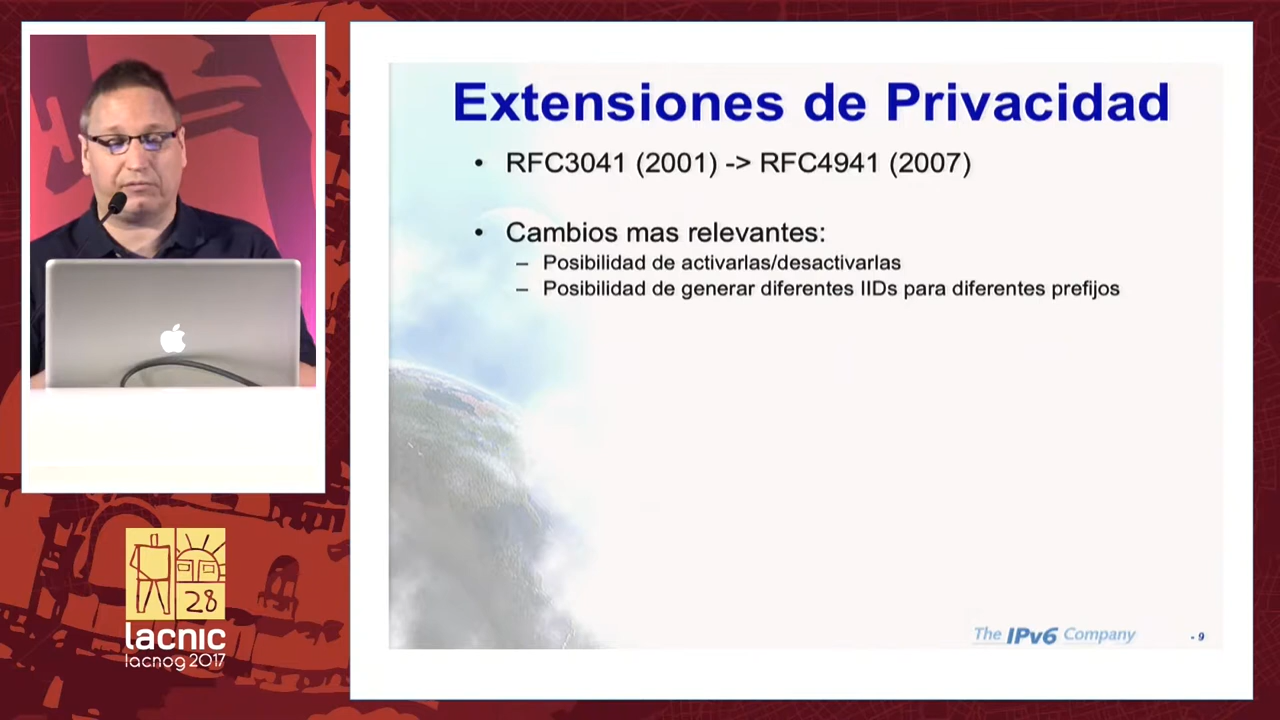 Extensiones de Privacidad
• RFC3041 (2001) -> RFC4941 (2007)
• Cambios mas relevantes:
– Posibilidad de activarlas/desactivarlas
– Posibilidad de generar diferentes IIDs para diferentes prefijos
The IPv6 Company
- 9
28
lacnic
lacnog 2017